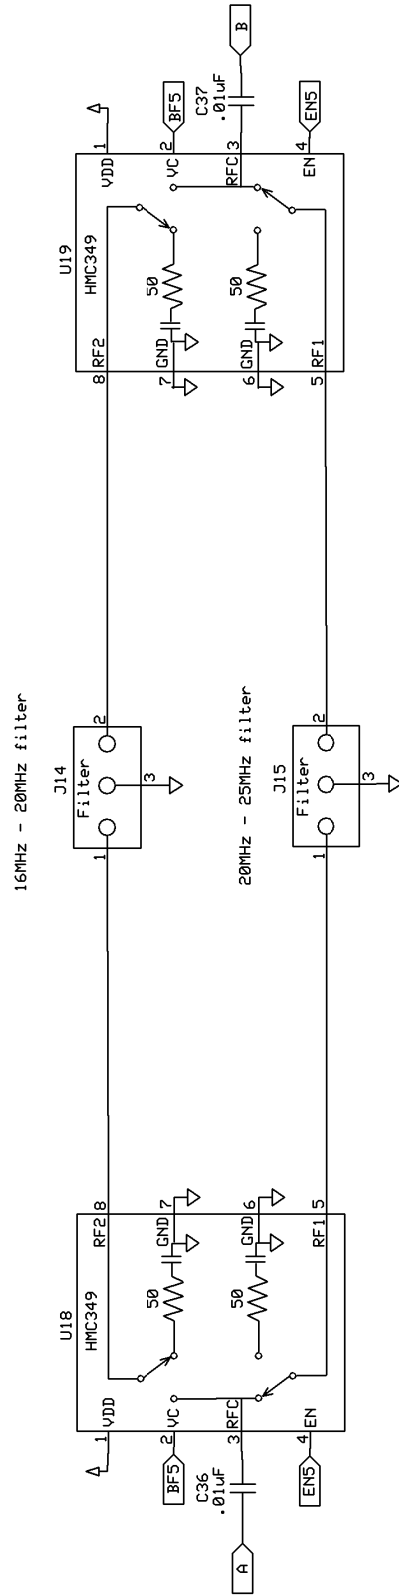 16MHz - 20MHz filter
J14
Filter
1
2
3
20MHz - 25MHz filter
J15
Filter
1
2
3
U18
HMC349
1
VDD
2
VC
3
RFC
4
EN
8
RF2
7
GND
6
GND
5
RF1
50
50
BF5
C36
.01uF
EN5
A
U19
HMC349
1
VDD
2
VC
3
RFC
4
EN
8
RF2
7
GND
6
GND
5
RF1
50
50
BF5
C37
.01uF
EN5
B